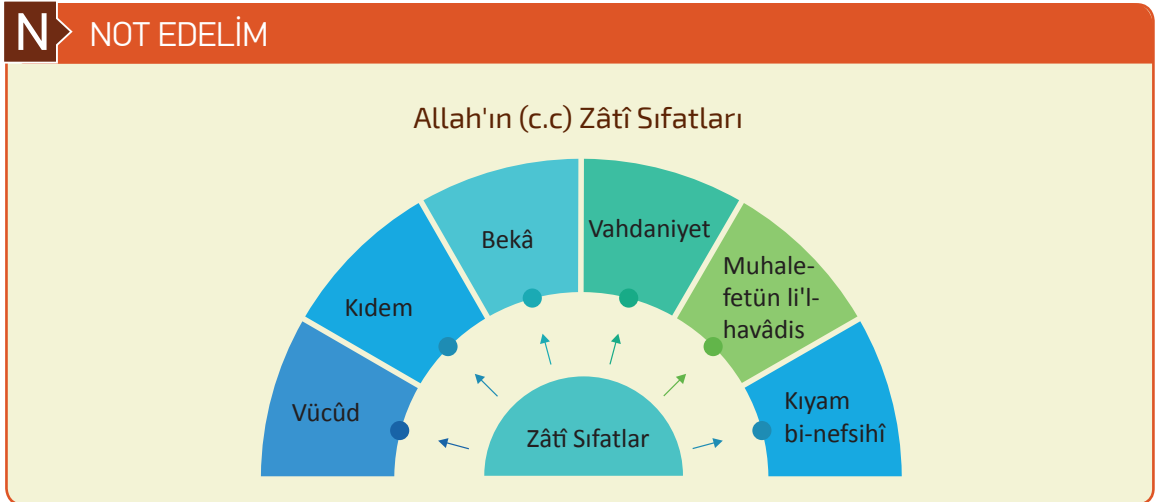 N NOT EDELİM
Allah'ın (c.c) Zâtî Sıfatları
Vücûd
Kıdem
Bekâ
Vahdaniyet
Muhale-
fetün li'l-
havâdis
Kıyam
bi-nefsihî
Zâtî Sıfatlar